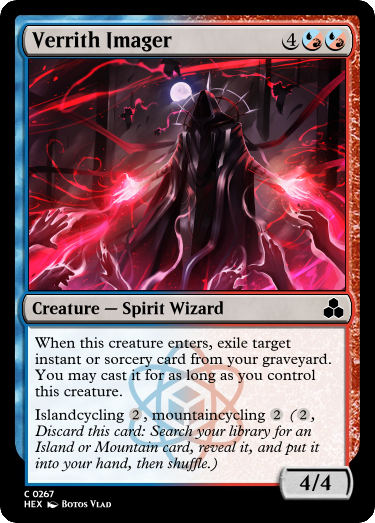 Verrith Imager 4
Creature — Spirit Wizard
When this creature enters, exile target
instant or sorcery card from your graveyard.
You may cast it for as long as you control
this creature.
Islandcycling 2, mountaincycling 2 (2,
Discard this card: Search your library for an
Island or Mountain card, reveal it, and put it
into your hand, then shuffle.)
4/4
C 0267
HEX Botos Vlad